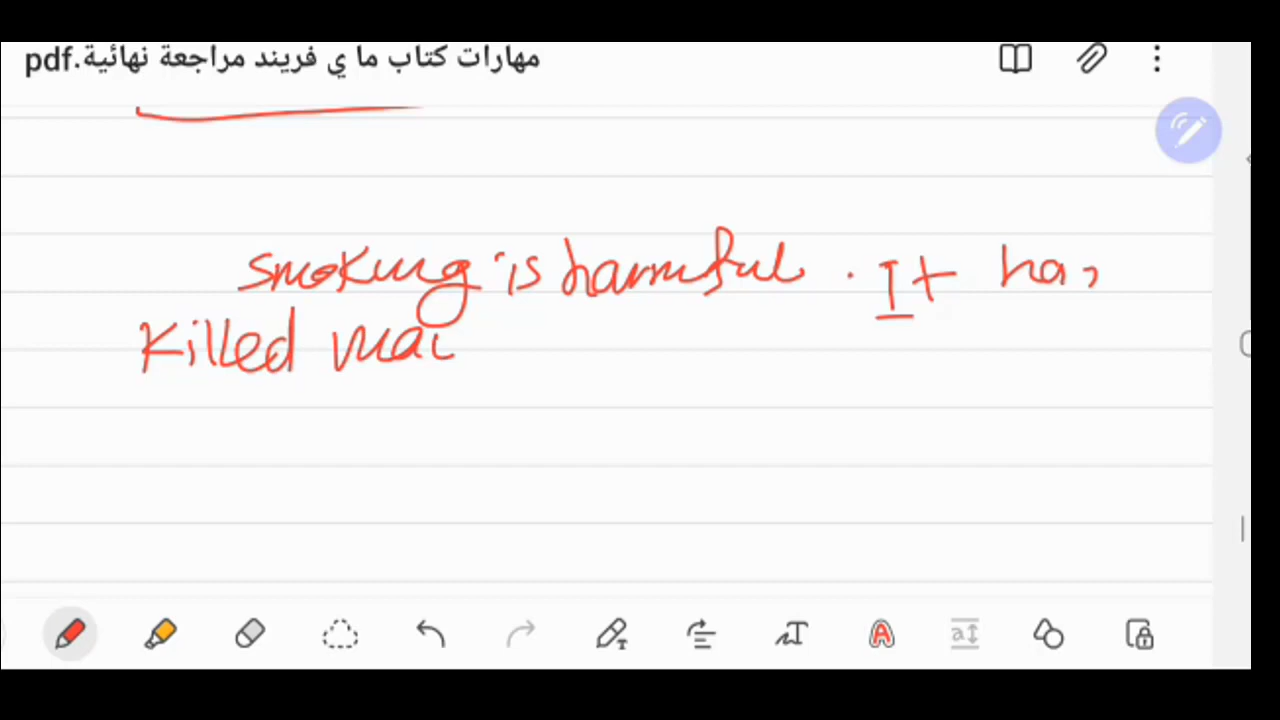 مهارات كتاب ما ي فريند مراجعة نهائية.pdf
smoking is harmful. It has
killed